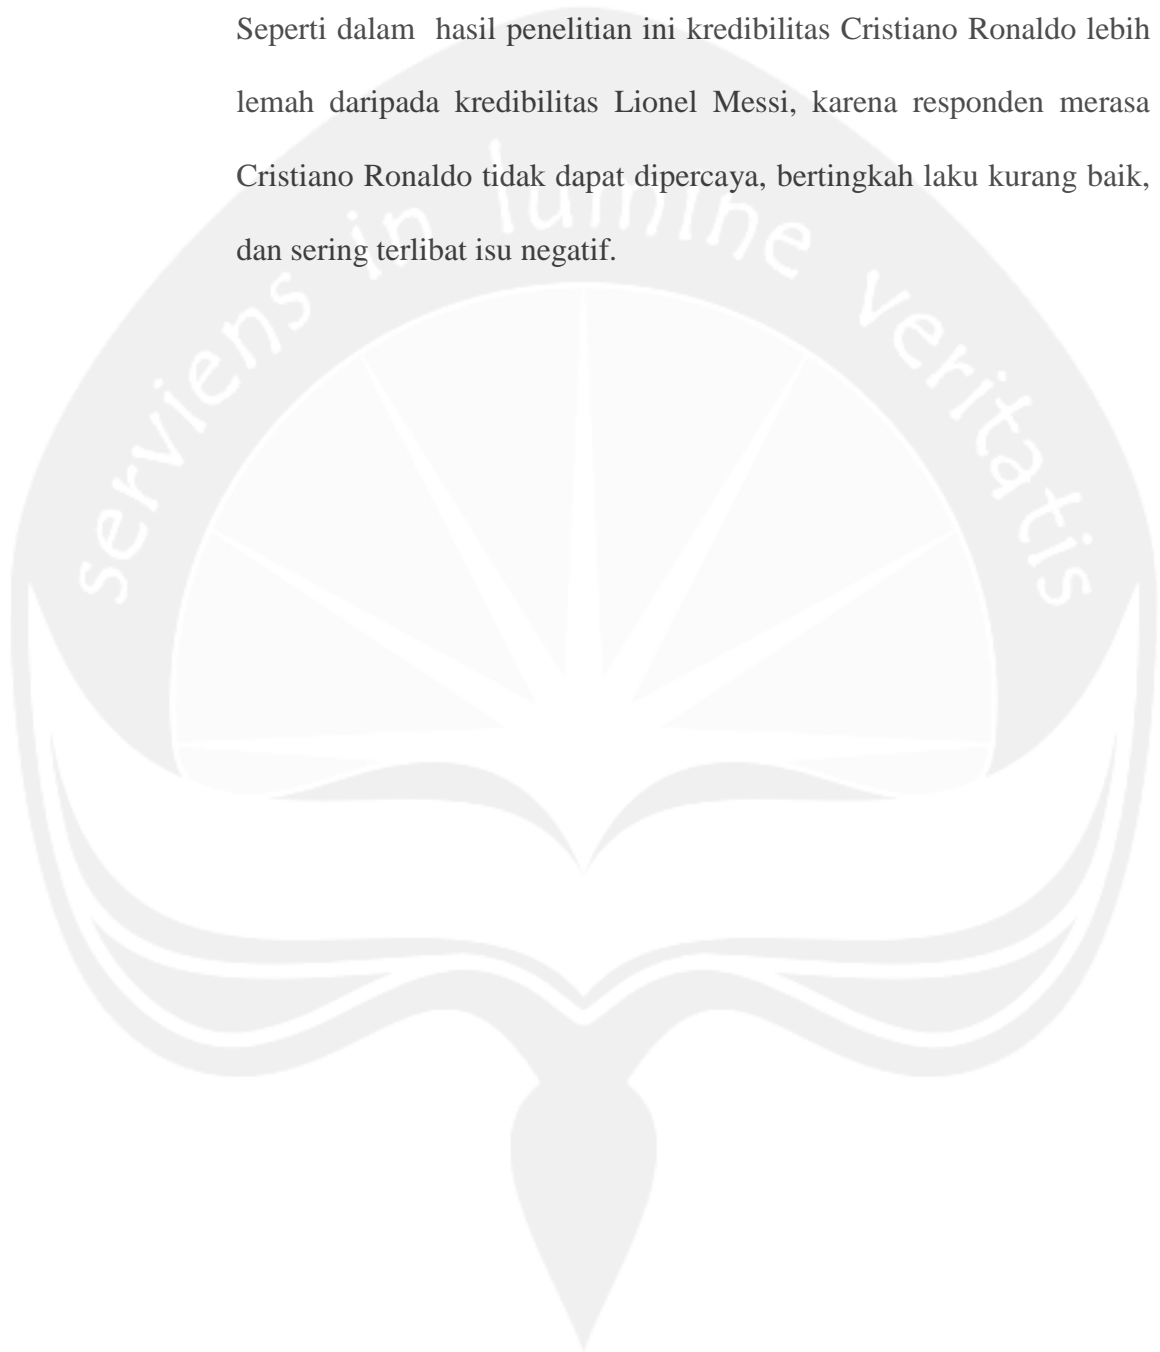 Seperti dalam  hasil penelitian ini kredibilitas Cristiano Ronaldo lebih
lemah daripada kredibilitas Lionel Messi, karena responden merasa
Cristiano Ronaldo tidak dapat dipercaya, bertingkah laku kurang baik,
dan sering terlibat isu negatif.
serviens in lumine veritatis